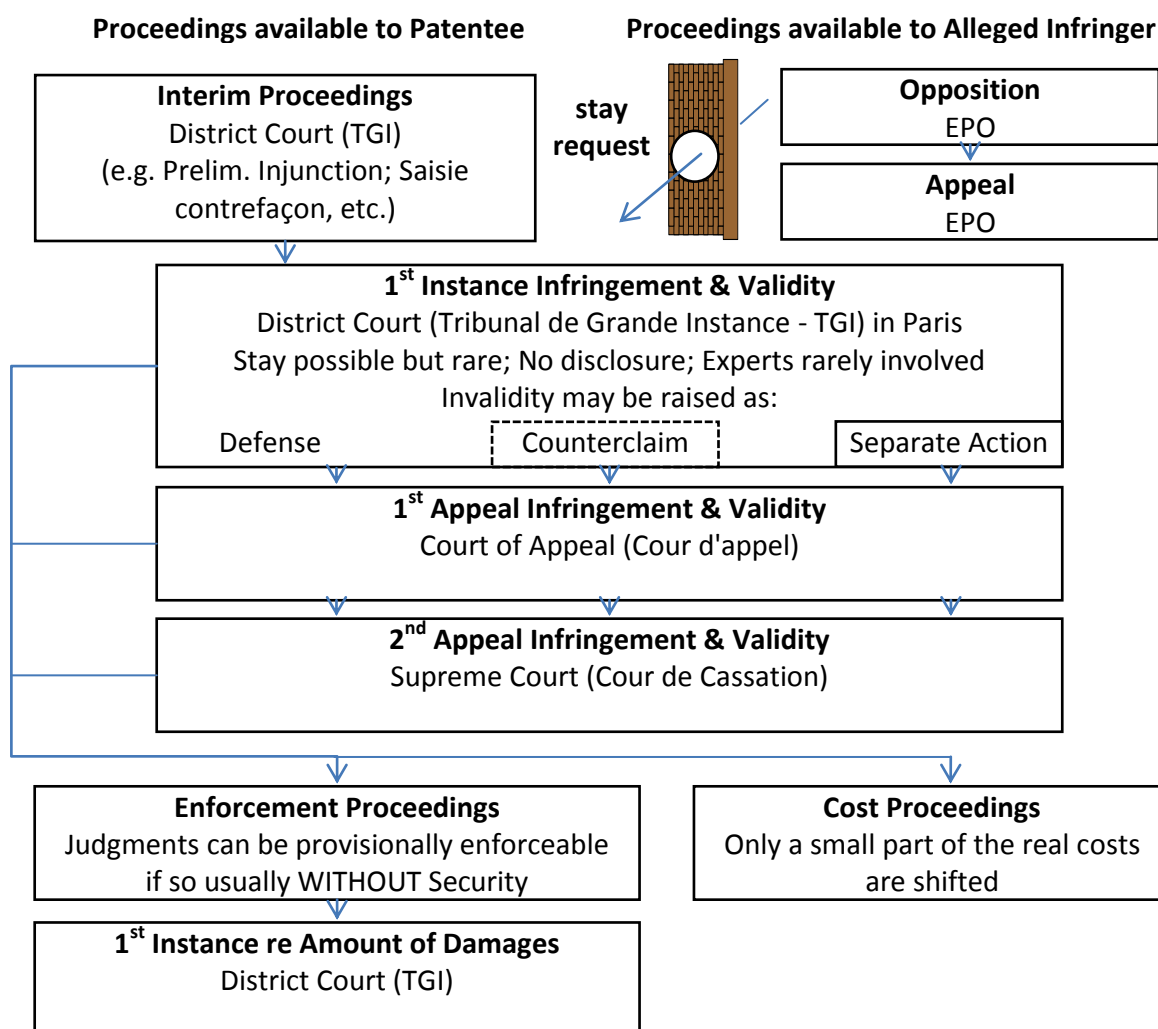 Proceedings available to Patentee
Proceedings available to Alleged Infringer
Interim Proceedings
District Court (TGI)
(e.g. Prelim. Injunction; Saisie
contrefaçon, etc.)
stay
request
Opposition
EPO
Appeal
EPO
1st Instance Infringement & Validity
District Court (Tribunal de Grande Instance - TGI) in Paris
Stay possible but rare; No disclosure; Experts rarely involved
Invalidity may be raised as:
Defense
Counterclaim
Separate Action
1st Appeal Infringement & Validity
Court of Appeal (Cour d'appel)
2nd Appeal Infringement & Validity
Supreme Court (Cour de Cassation)
Enforcement Proceedings
Judgments can be provisionally enforceable
if so usually WITHOUT Security
Cost Proceedings
Only a small part of the real costs
are shifted
1st Instance re Amount of Damages
District Court (TGI)